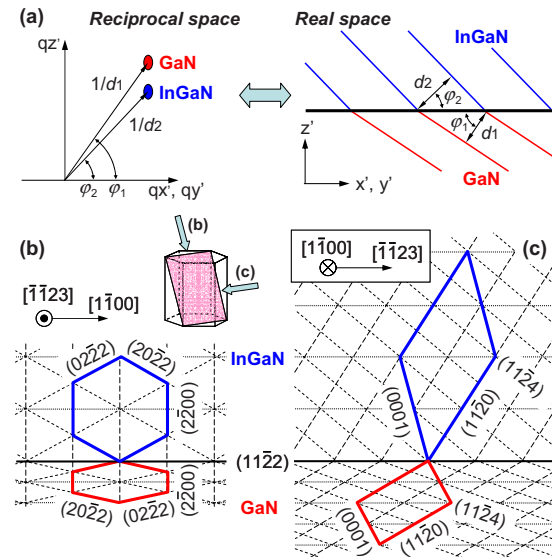 (a)
Reciprocal space
Real space
qz'
GaN
InGaN
1/d1
1/d2
φ2
φ1
qx', qy'
InGaN
d2
φ2
φ1
d1
z'
GaN
x', y'
(b)
(b)
(c)
[1̄1̄23]
[11̄00]
[11̄00]
[1̄1̄23]
(c)
InGaN
(022̄2)
(202̄2)
(2̄200)
(0001)
(112̄4)
(112̄0)
(112̄2)
(2̄200)
GaN
(202̄2)
(022̄2)
(0001)
(112̄0)
(112̄4)